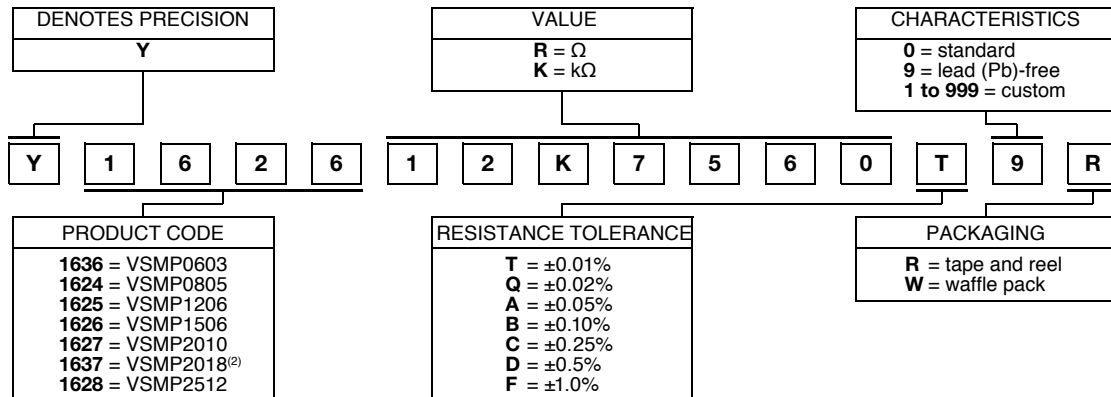 DENOTES PRECISION
Y
VALUE
R = Ω
K = kΩ
CHARACTERISTICS
0 = standard
9 = lead (Pb)-free
1 to 999 = custom
Y 1 6 2 6 1 2 K 7 5 6 0 T 9 R
PRODUCT CODE
1636 = VSMP0603
1624 = VSMP0805
1625 = VSMP1206
1626 = VSMP1506
1627 = VSMP2010
1637 = VSMP2018(2)
1628 = VSMP2512
RESISTANCE TOLERANCE
T = ±0.01%
Q = ±0.02%
A = ±0.05%
B = ±0.10%
C = ±0.25%
D = ±0.5%
F = ±1.0%
PACKAGING
R = tape and reel
W = waffle pack